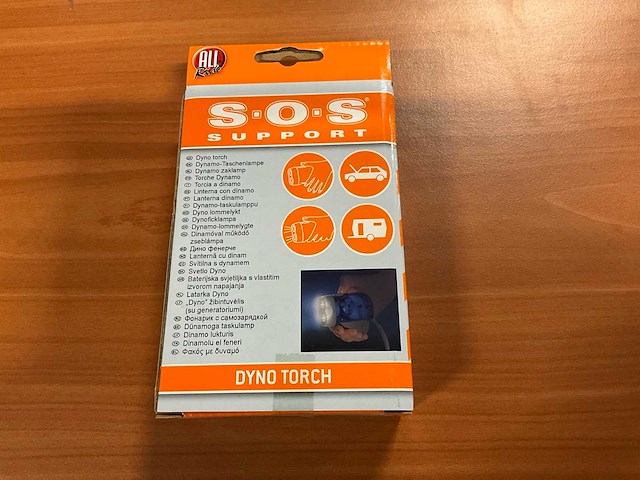 ALL
Ride
S·O·S®
SUPPORT
Dyno torch
Dynamo-Taschenlampe
Dynamo zaklamp
Torche Dynamo
Torcia a dinamo
Linterna con dinamo
Lanterna dinamo
Dynamo-taskulamppu
Dyno lommelykt
Dynoficklampa
Dynamo-lommelygte
Dinamóval működő
zseblámpa
Дино фенерче
Lanternă cu dinam
Svítilna s dynamem
Svetlo Dyno
Baterijska svjetiljka s vlastitim
izvorom napajanja
Latarka Dyno
„Dyno" žibintuvėlis
(su generatoriumi)
Фонарик с самозарядкой
Dünamoga taskulamp
Dinamo lukturis
Dinamolu el feneri
Φακός με δυναμό
DYNO TORCH